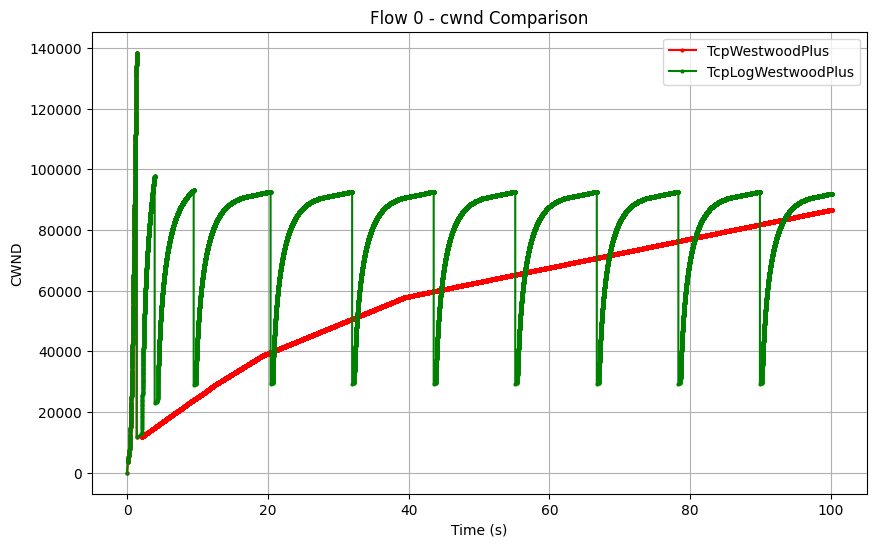 Flow 0 - cwnd Comparison
TcpWestwoodPlus
TcpLogWestwoodPlus
CWND
140000
120000
100000
80000
60000
40000
20000
0
0 20 40 60 80 100
Time (s)